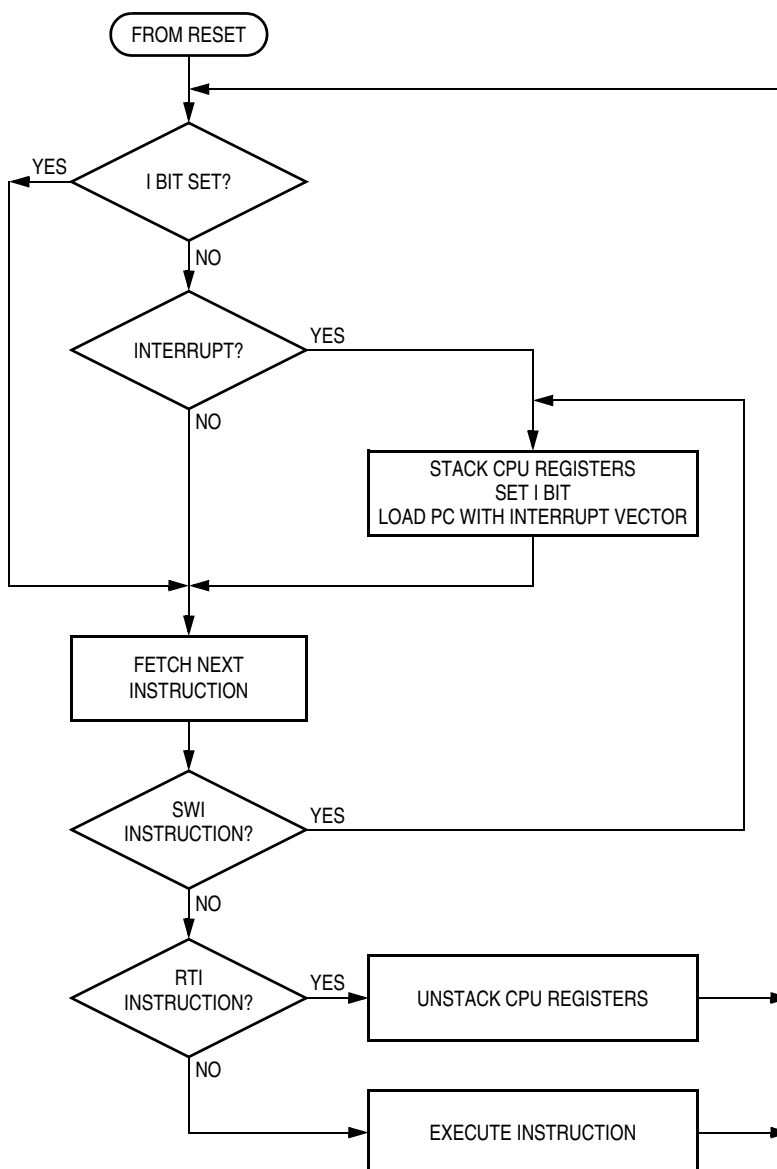 FROM RESET
YES
I BIT SET?
NO
INTERRUPT?
YES
NO
STACK CPU REGISTERS
SET I BIT
LOAD PC WITH INTERRUPT VECTOR
FETCH NEXT
INSTRUCTION
SWI
INSTRUCTION?
YES
NO
RTI
INSTRUCTION?
YES
UNSTACK CPU REGISTERS
NO
EXECUTE INSTRUCTION